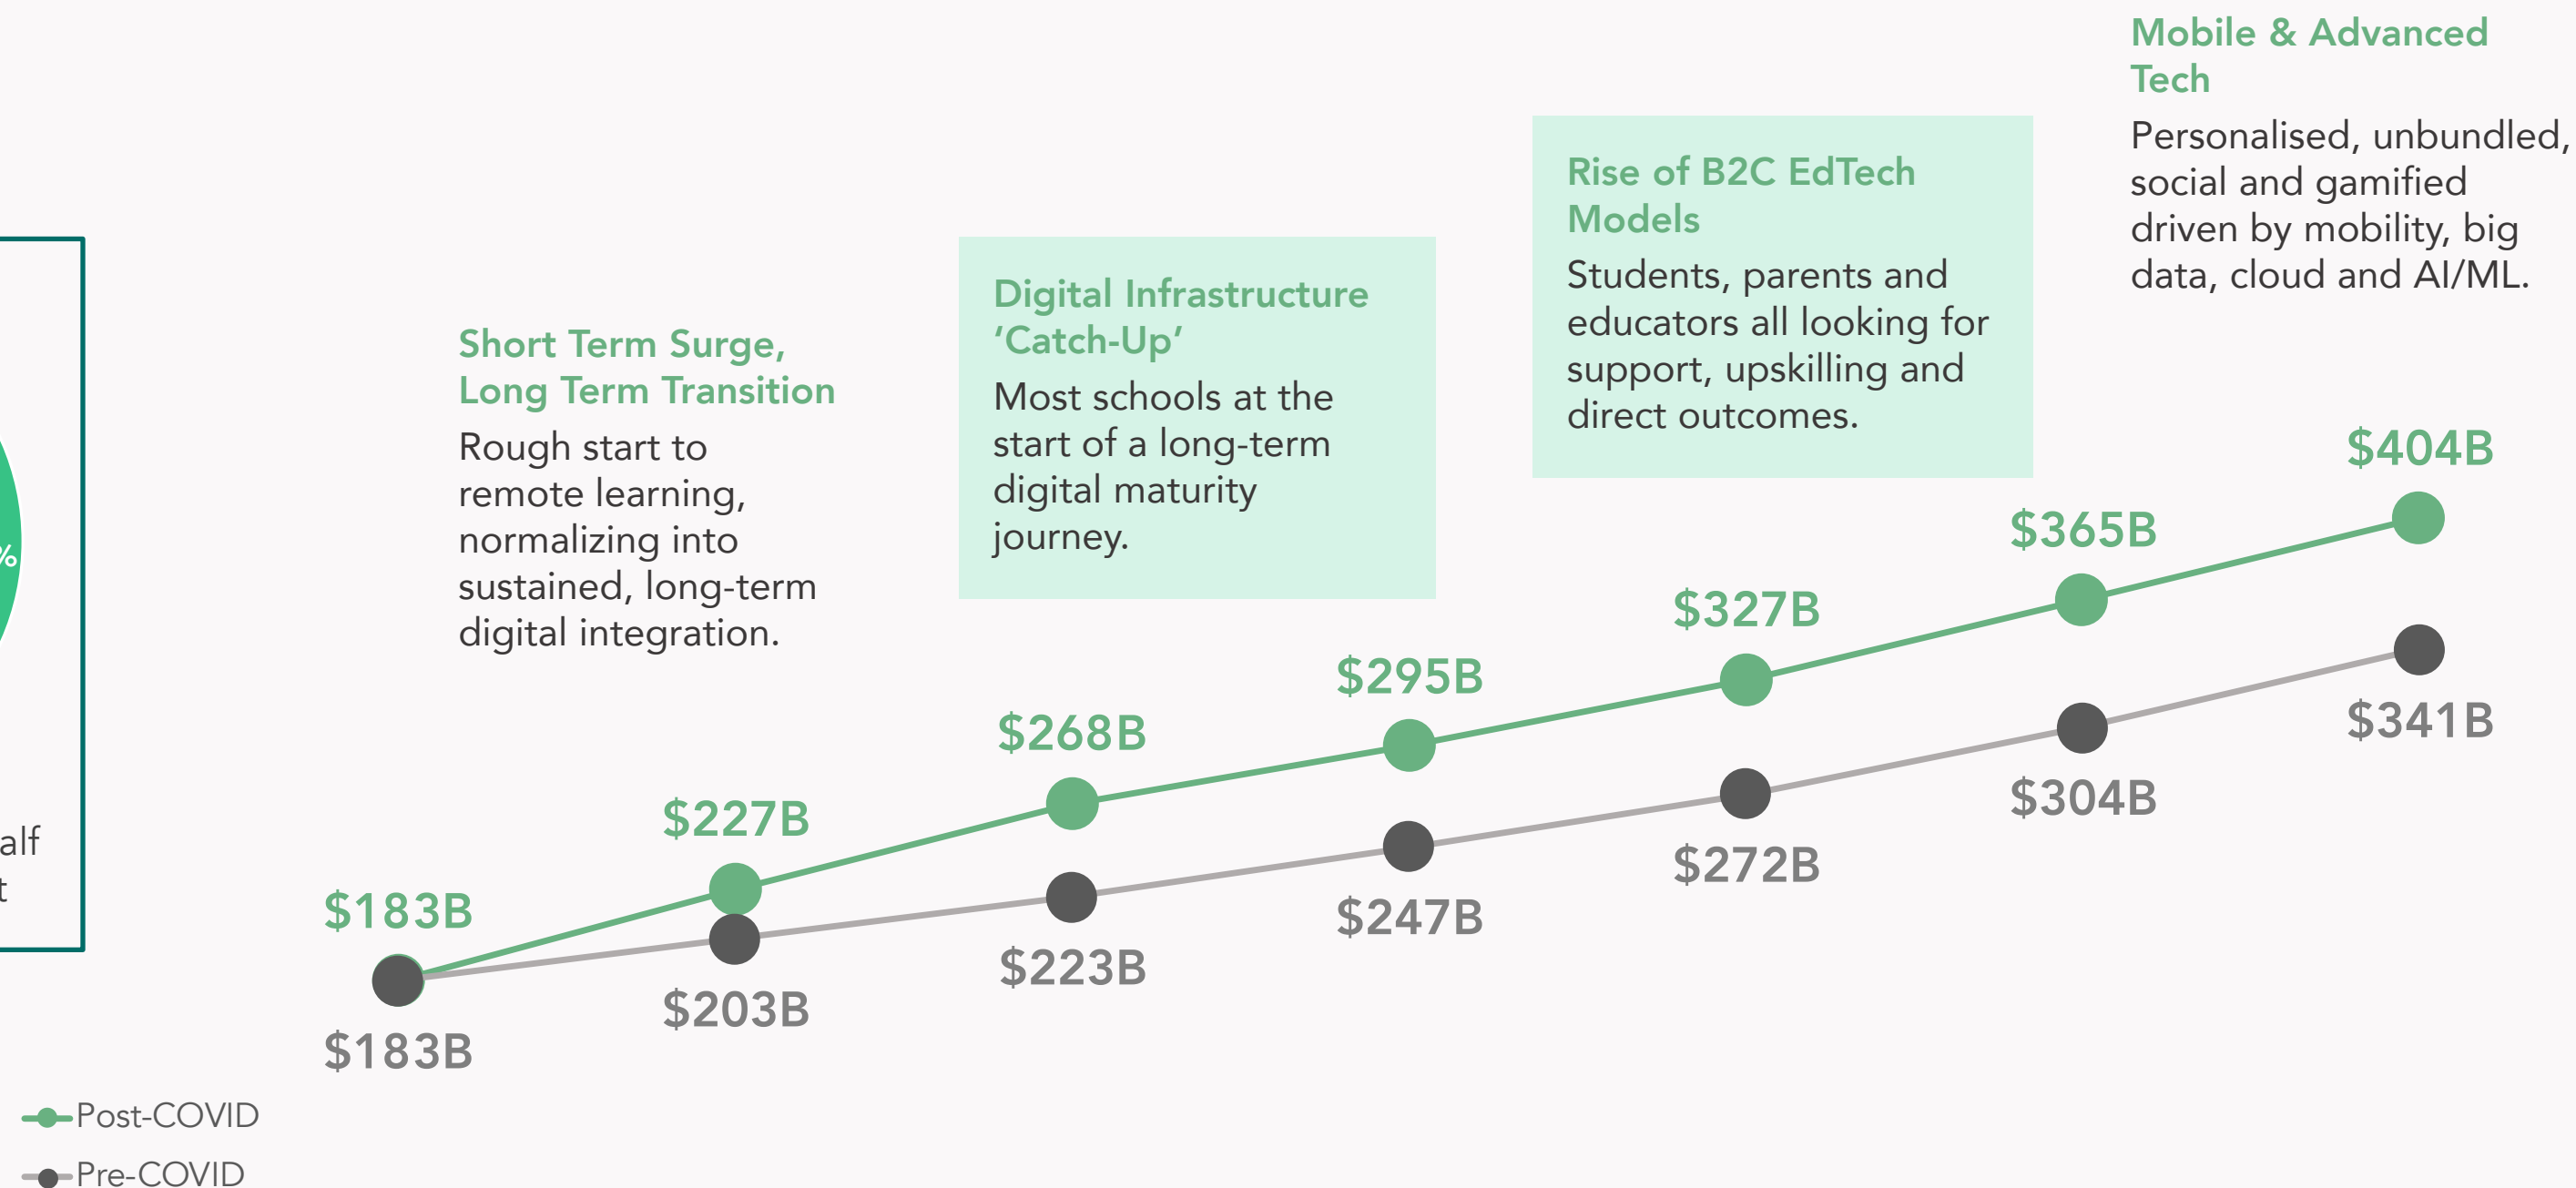 Mobile & Advanced
Tech
Personalised, unbundled,
social and gamified
driven by mobility, big
data, cloud and AI/ML.
Rise of B2C EdTech
Models
Students, parents and
educators all looking for
support, upskilling and
direct outcomes.
Digital Infrastructure
‘Catch-Up’
Most schools at the
start of a long-term
digital maturity
journey.
Short Term Surge,
Long Term Transition
Rough start to
remote learning,
normalizing into
sustained, long-term
digital integration.
%
$183B
$227B
$268B
$295B
$327B
$365B
$404B
$183B
$203B
$223B
$247B
$272B
$304B
$341B
Post-COVID
Pre-COVID